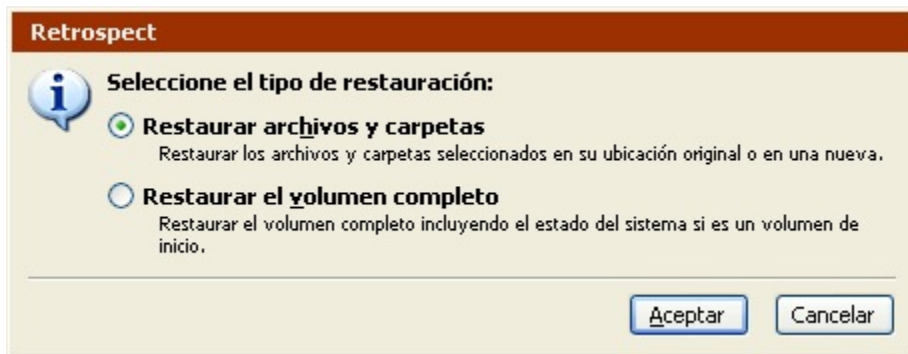 Retrospect
Seleccione el tipo de restauración:
Restaurar archivos y carpetas
Restaurar los archivos y carpetas seleccionados en su ubicación original o en una nueva.
Restaurar el volumen completo
Restaurar el volumen completo incluyendo el estado del sistema si es un volumen de
inicio.
Aceptar
Cancelar